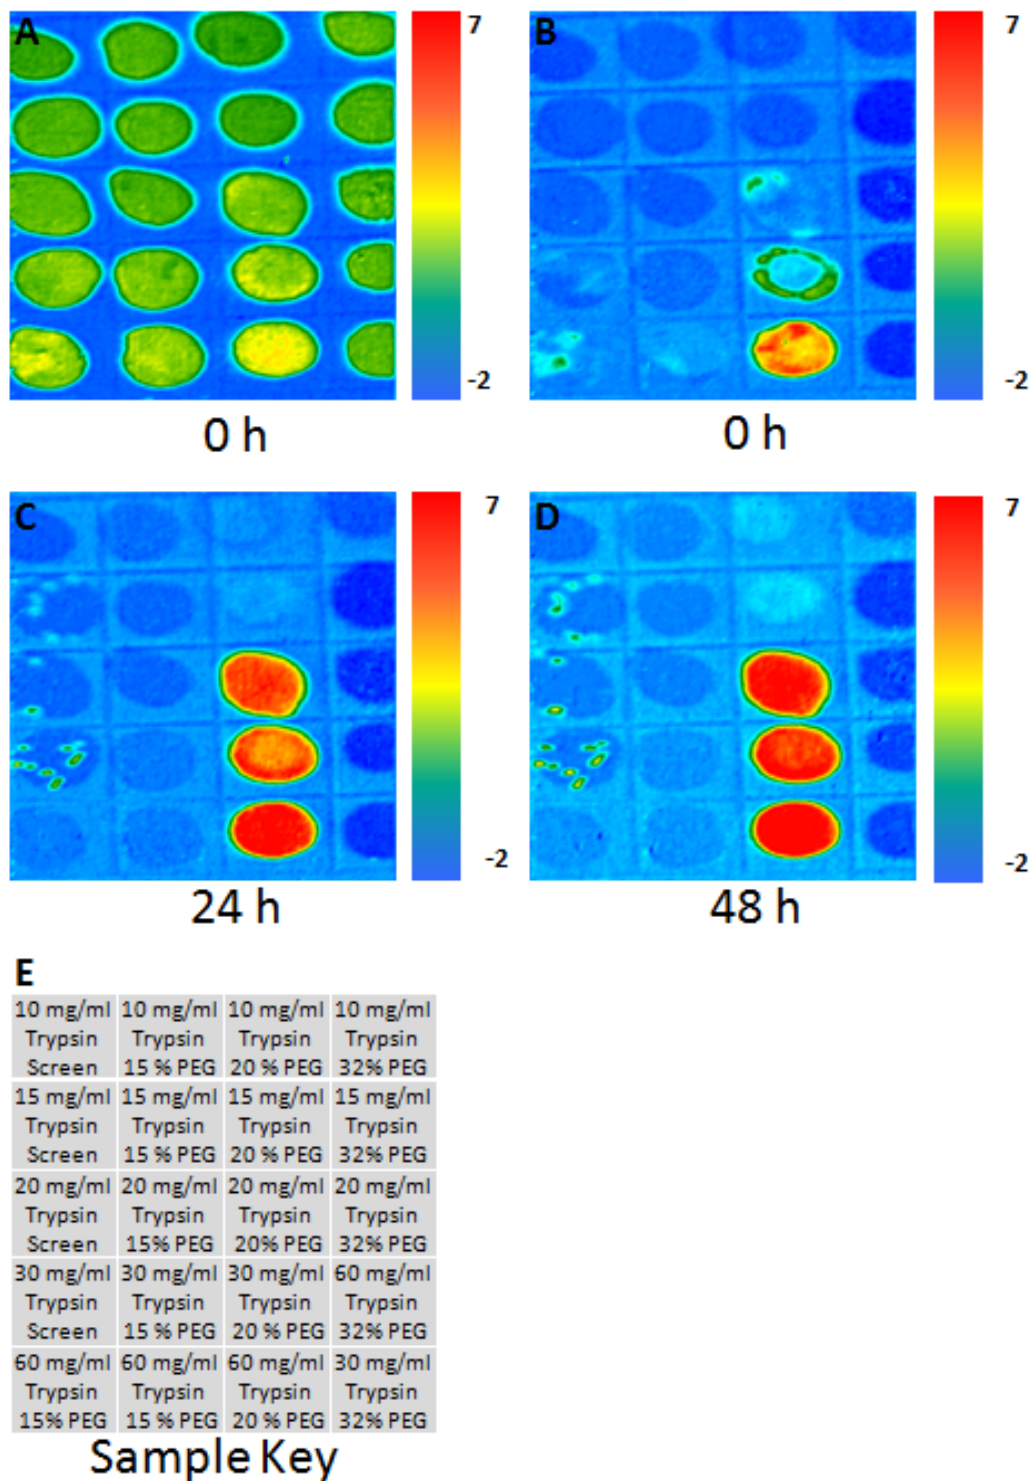 A
7
-2
0 h
B
7
-2
0 h
C
7
-2
24 h
D
7
-2
48 h
E
10 mg/ml 10 mg/ml 10 mg/ml 10 mg/ml
Trypsin Trypsin Trypsin Trypsin
Screen 15 % PEG 20 % PEG 32% PEG
15 mg/ml 15 mg/ml 15 mg/ml 15 mg/ml
Trypsin Trypsin Trypsin Trypsin
Screen 15 % PEG 20 % PEG 32% PEG
20 mg/ml 20 mg/ml 20 mg/ml 20 mg/ml
Trypsin Trypsin Trypsin Trypsin
Screen 15% PEG 20% PEG 32% PEG
30 mg/ml 30 mg/ml 30 mg/ml 60 mg/ml
Trypsin Trypsin Trypsin Trypsin
Screen 15 % PEG 20 % PEG 32% PEG
60 mg/ml 60 mg/ml 60 mg/ml 30 mg/ml
Trypsin Trypsin Trypsin Trypsin
15% PEG 15 % PEG 20 % PEG 32% PEG
Sample Key